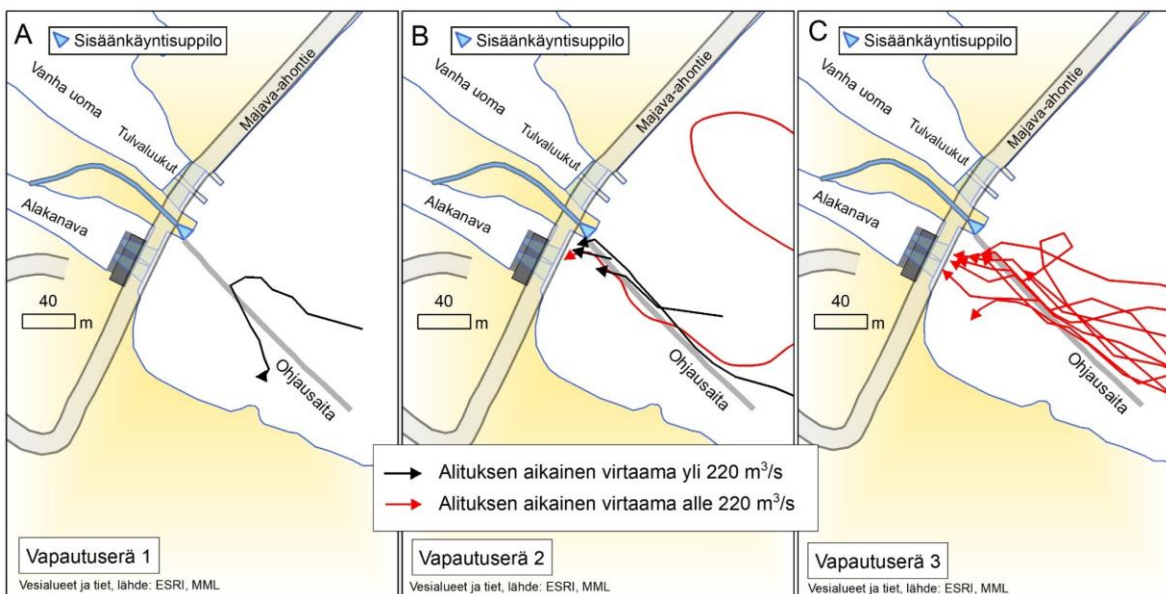 A
Sisäänkäyntisuppilo
Vanha uoma
Tulvaluukut
Majava-ahontie
Alakanava
40
m
Ohjausaita
Vapautuserä 1
Vesialueet ja tiet, lähde: ESRI, MML
B
Sisäänkäyntisuppilo
Vanha uoma
Tulvaluukut
Majava-ahontie
Alakanava
40
m
Ohjausaita
Vapautuserä 2
Vesialueet ja tiet, lähde: ESRI, MML
C
Sisäänkäyntisuppilo
Vanha uoma
Tulvaluukut
Majava-ahontie
Alakanava
40
m
Ohjausaita
Vapautuserä 3
Vesialueet ja tiet, lähde: ESRI, MML
Alituksen aikainen virtaama yli 220 m³/s
Alituksen aikainen virtaama alle 220 m³/s